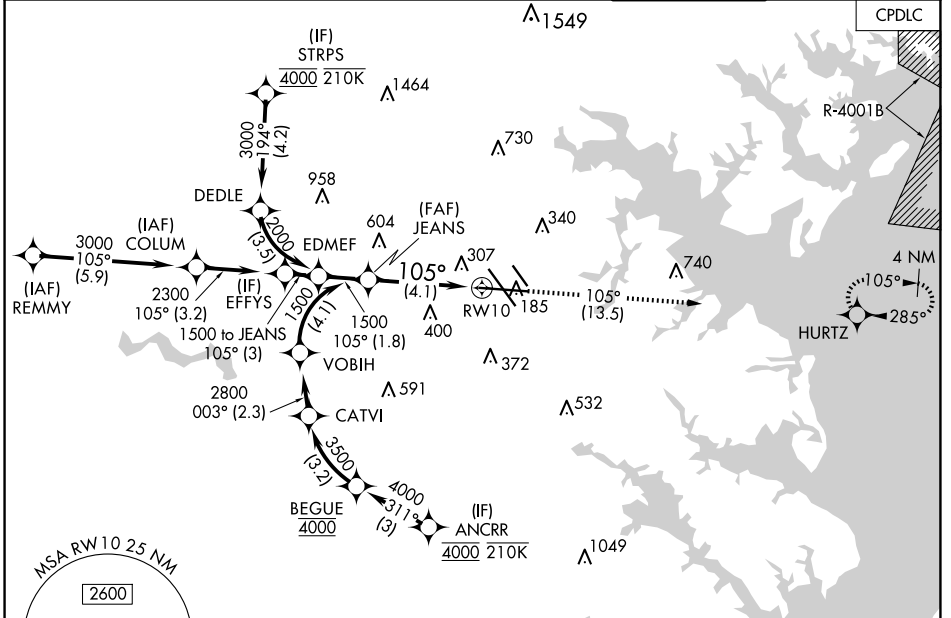 CPDLC
1549
(IF)
STRPS
4000 210K
1464
R-4001B
3000
194°
(4.2)
730
DEDLE
958
2000
(3.5)
604
(FAF)
JEANS
340
EDMEF
(IAF)
COLUM
3000
105°
(5.9)
(IAF)
REMMY
2300
105° (3.2)
(IF)
EFFYS
105°
(4.1)
307
740
4 NM
105°
285°
HURTZ
RW10
185
105°
(13.5)
1500 to JEANS
105° (3)
1500
(4.1)
1500
105° (1.8)
400
VOBIH
372
2800
003° (2.3)
591
CATVI
532
3500
(3.2)
BEGUE
4000
4000
311°
(3)
(IF)
ANCRR
4000 210K
1049
MSA RW10 25 NM
2600